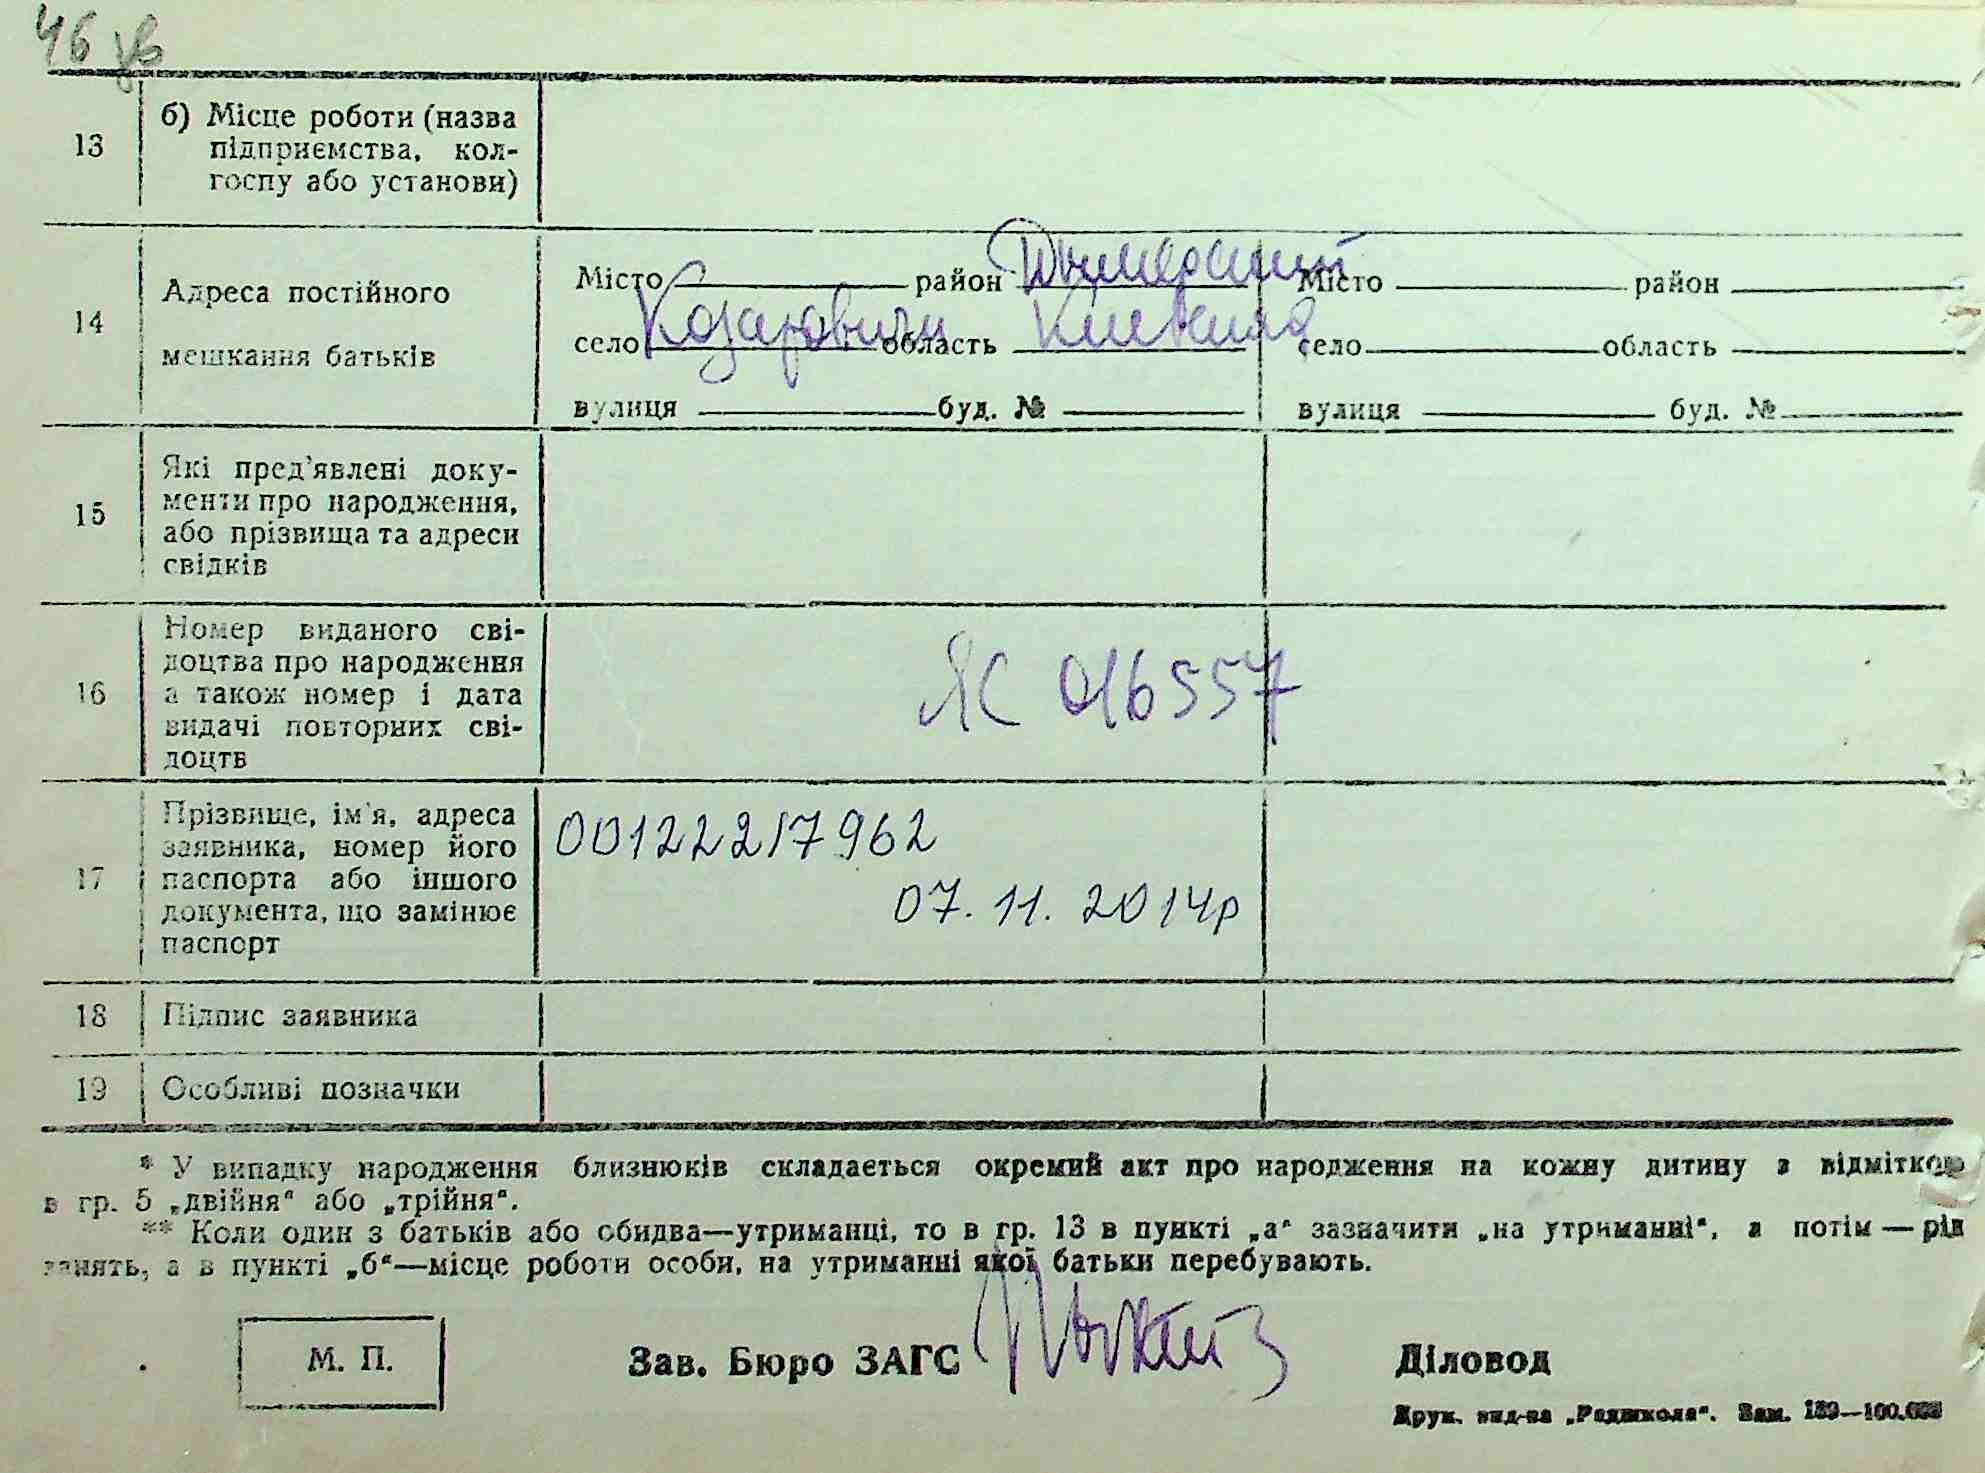 46 зв
13 б) Місце роботи (назва
підприємства, кол-
госпу або установи)
14 Адреса постійного
мешкання батьків
Місто район Дымерский Місто район
село Козаровичи область Киевская село область
вулиця буд. № вулиця буд. №
15 Які пред'явлені доку-
менти про народження,
або прізвища та адреси
свідків
16 Номер виданого сві-
доцтва про народження
а також номер і дата
видачі повторних сві-
доцтв
ЯС 016557
17 Прізвище, ім'я, адреса
заявника, номер його
паспорта або іншого
документа, що замінює
паспорт
00122217962
07.11.2014р
18 Підпис заявника
19 Особливі позначки
* У випадку народження близнюків складається окремий акт про народження на кожну дитину з відміткою
в гр. 5 „двійня“ або „трійня“.
** Коли один з батьків або обидва—утриманці, то в гр. 13 в пункті „а“ зазначити „на утриманні“, а потім — рід
занять, а в пункті „б“—місце роботи особи, на утриманні якої батьки перебувають.
М. П. Зав. Бюро ЗАГС Діловод
Друк. вид-ва „Радшкола“. Зам. 139—100.000